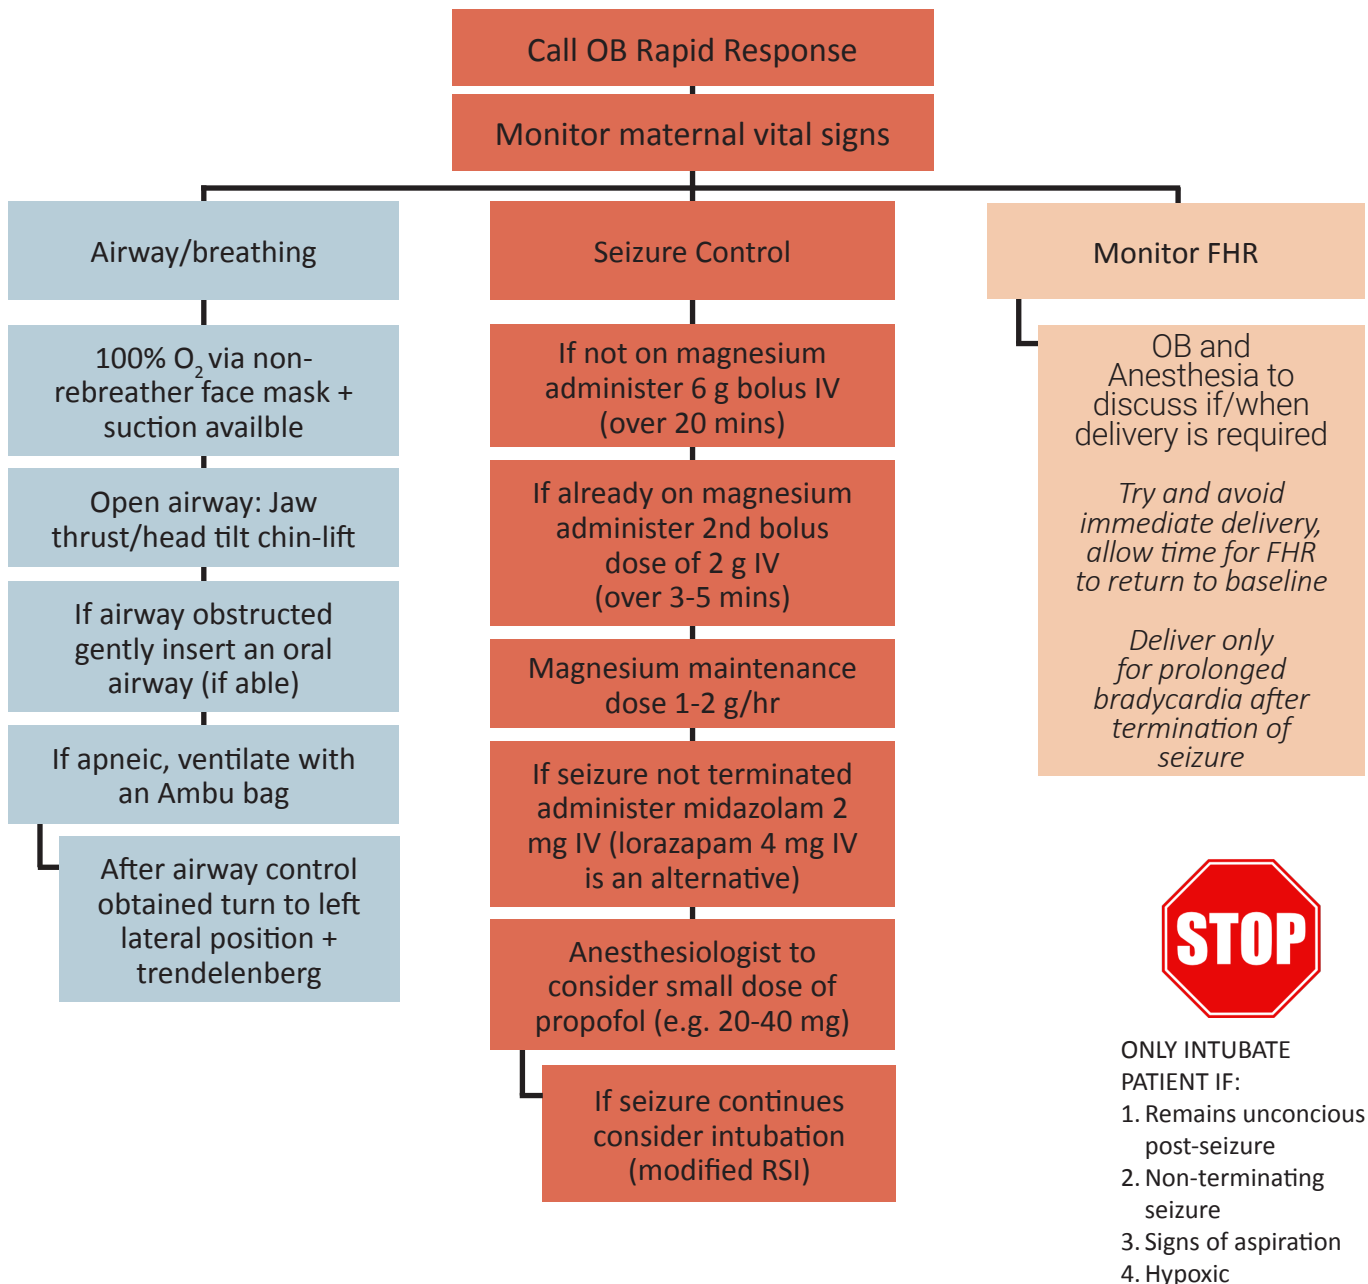 Call OB Rapid Response
Monitor maternal vital signs
Airway/breathing
100% O2 via non-
rebreather face mask +
suction availble
Open airway: Jaw
thrust/head tilt chin-lift
If airway obstructed
gently insert an oral
airway (if able)
If apneic, ventilate with
an Ambu bag
After airway control
obtained turn to left
lateral position +
trendelenberg
Seizure Control
If not on magnesium
administer 6 g bolus IV
(over 20 mins)
If already on magnesium
administer 2nd bolus
dose of 2 g IV
(over 3-5 mins)
Magnesium maintenance
dose 1-2 g/hr
If seizure not terminated
administer midazolam 2
mg IV (lorazapam 4 mg IV
is an alternative)
Anesthesiologist to
consider small dose of
propofol (e.g. 20-40 mg)
If seizure continues
consider intubation
(modified RSI)
Monitor FHR
OB and
Anesthesia to
discuss if/when
delivery is required
Try and avoid
immediate delivery,
allow time for FHR
to return to baseline
Deliver only
for prolonged
bradycardia after
termination of
seizure
STOP
ONLY INTUBATE
PATIENT IF:
1. Remains unconcious
post-seizure
2. Non-terminating
seizure
3. Signs of aspiration
4. Hypoxic